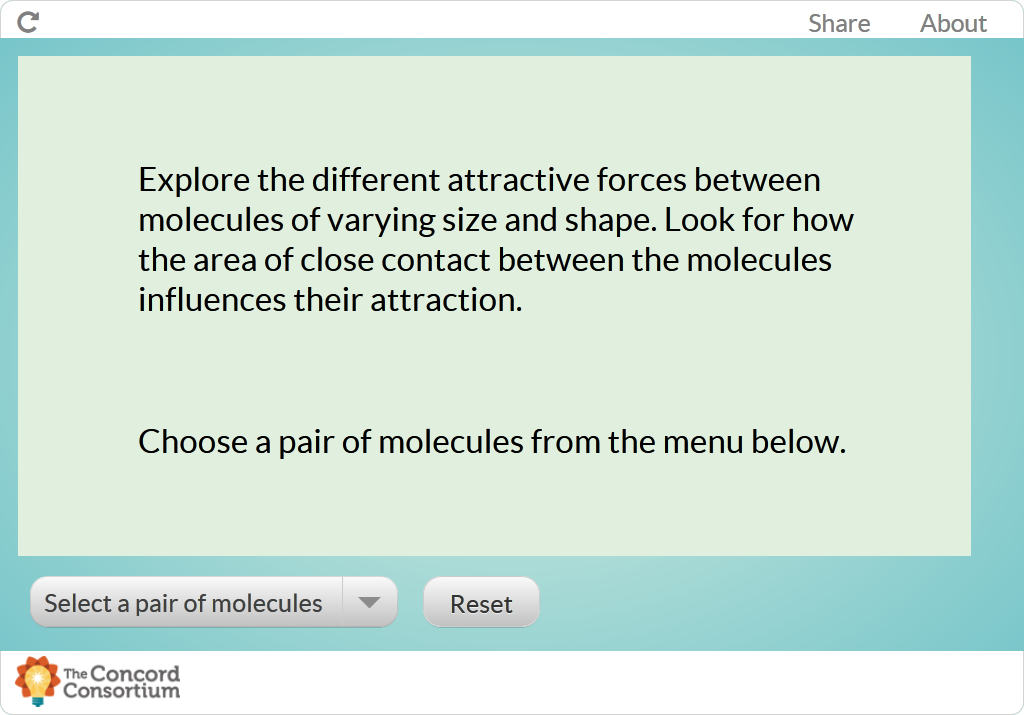 Share About
Explore the different attractive forces between
molecules of varying size and shape. Look for how
the area of close contact between the molecules
influences their attraction.
Choose a pair of molecules from the menu below.
Select a pair of molecules
Reset
The Concord
Consortium